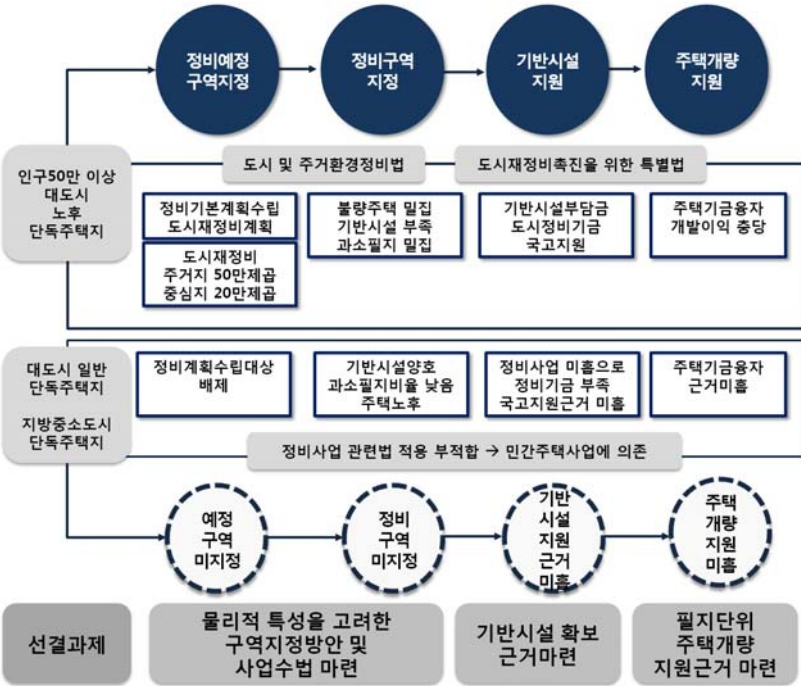 정비예정
구역지정
정비구역
지정
기반시설
지원
주택개량
지원
인구50만 이상
대도시
노후
단독주택지
도시 및 주거환경정비법
도시재정비촉진을 위한 특별법
정비기본계획수립
도시재정비계획
도시재정비
주거지 50만제곱
중심지 20만제곱
불량주택 밀집
기반시설 부족
과소필지 밀집
기반시설부담금
도시정비기금
국고지원
주택기금융자
개발이익 충당
대도시 일반
단독주택지
지방중소도시
단독주택지
정비계획수립대상
배제
기반시설양호
과소필지비율 낮음
주택노후
정비사업 미흡으로
정비기금 부족
국고지원근거 미흡
주택기금융자
근거미흡
정비사업 관련법 적용 부적합 → 민간주택사업에 의존
예정
구역
미지정
정비
구역
미지정
기반
시설
지원
근거
미흡
주택
개량
지원
미흡
선결과제
물리적 특성을 고려한
구역지정방안 및
사업수법 마련
기반시설 확보
근거마련
필지단위
주택개량
지원근거 마련